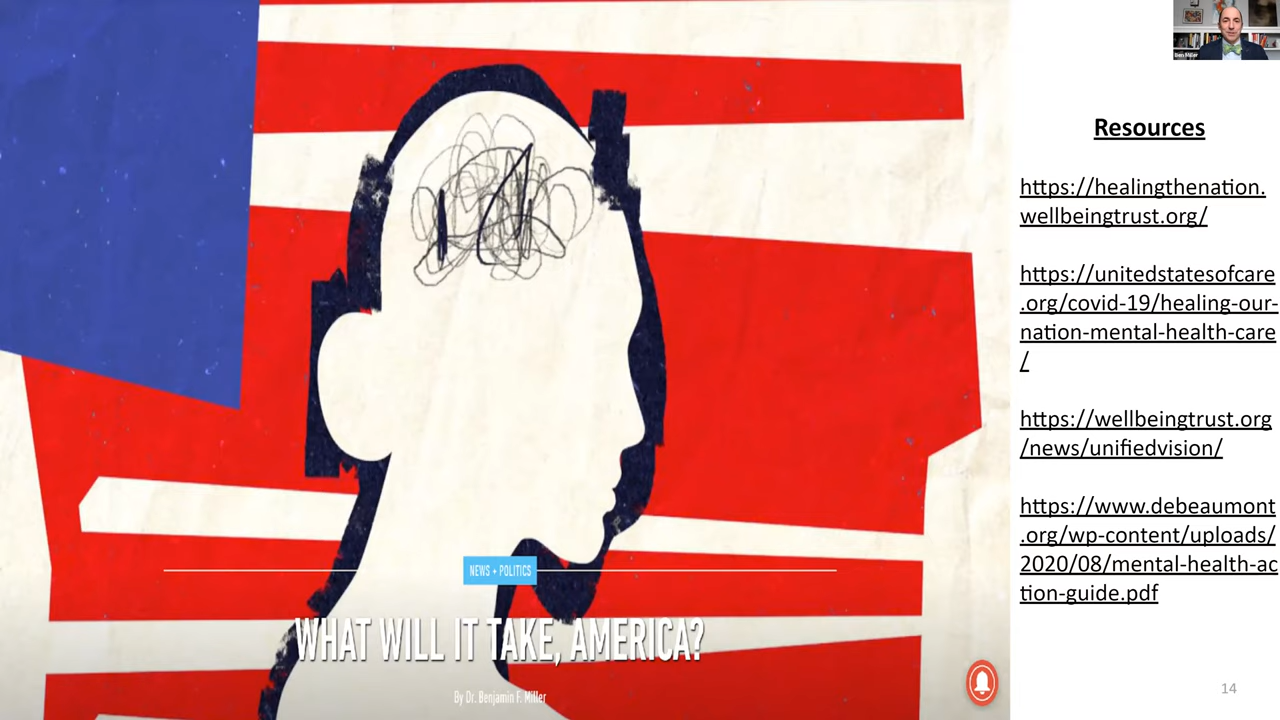 Ben Miller
Resources
https://healingthenation.
wellbeingtrust.org/
https://unitedstatesofcare
.org/covid-19/healing-our-
nation-mental-health-care
/
https://wellbeingtrust.org
/news/unifiedvision/
https://www.debeaumont
.org/wp-content/uploads/
2020/08/mental-health-ac
tion-guide.pdf
NEWS + POLITICS
WHAT WILL IT TAKE, AMERICA?
By Dr. Benjamin F. Miller
14